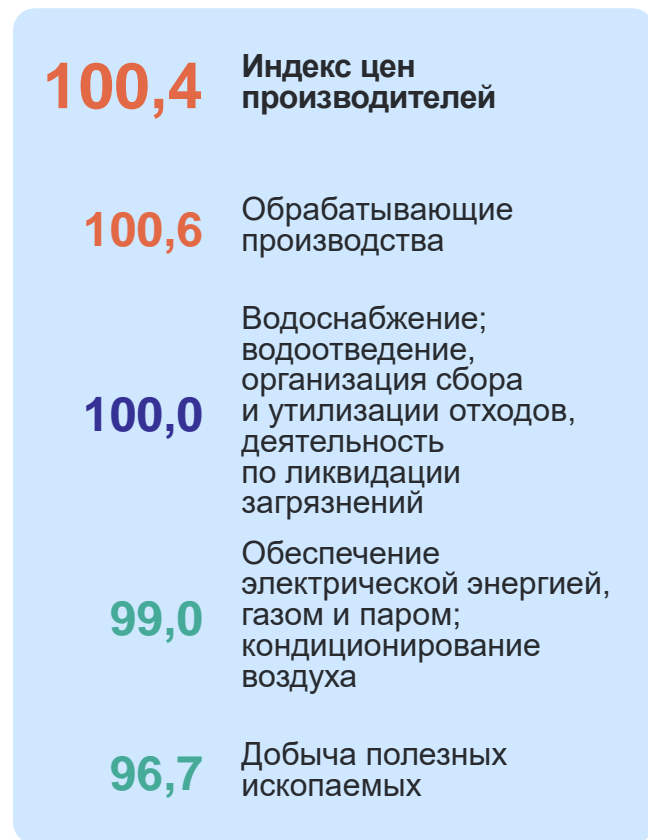 100,4
Индекс цен
производителей
100,6
Обрабатывающие
производства
100,0
Водоснабжение;
водоотведение,
организация сбора
и утилизации отходов,
деятельность
по ликвидации
загрязнений
99,0
Обеспечение
электрической энергией,
газом и паром;
кондиционирование
воздуха
96,7
Добыча полезных
ископаемых